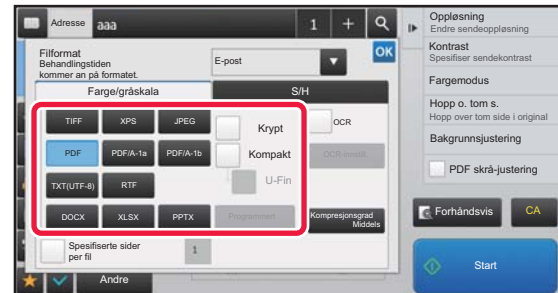 Adresse aaa 1 + Oppløsning
Endre sendeoppløsning
Kontrast
Spesifiser sendekontrast
Fargemodus
Hopp o. tom s.
Hopp over tom side i original
Bakgrunnsjustering
PDF skrå-justering
Forhåndsvis CA
Start
Filformat
Behandlingstiden
kommer an på formatet.
E-post OK
Farge/gråskala S/H
TIFF XPS JPEG Krypt OCR
PDF PDF/A-1a PDF/A-1b Kompakt
TXT(UTF-8) RTF U-Fin
DOCX XLSX PPTX Programmert Kompresjonsgrad
Middels
Spesifiserte sider
per fil
1
Andre